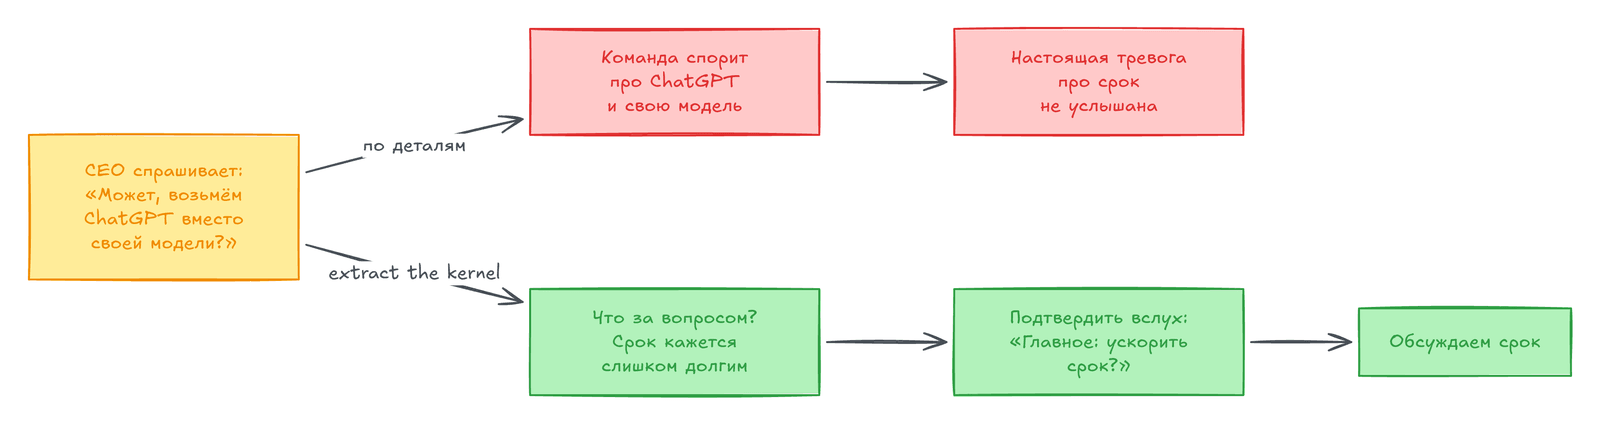 CEO спрашивает:
«Может, возьмём
ChatGPT вместо
своей модели?»
по деталям
Команда спорит
про ChatGPT
и свою модель
Настоящая тревога
про срок
не услышана
extract the kernel
Что за вопросом?
Срок кажется
слишком долгим
Подтвердить вслух:
«Главное: ускорить
срок?»
Обсуждаем срок